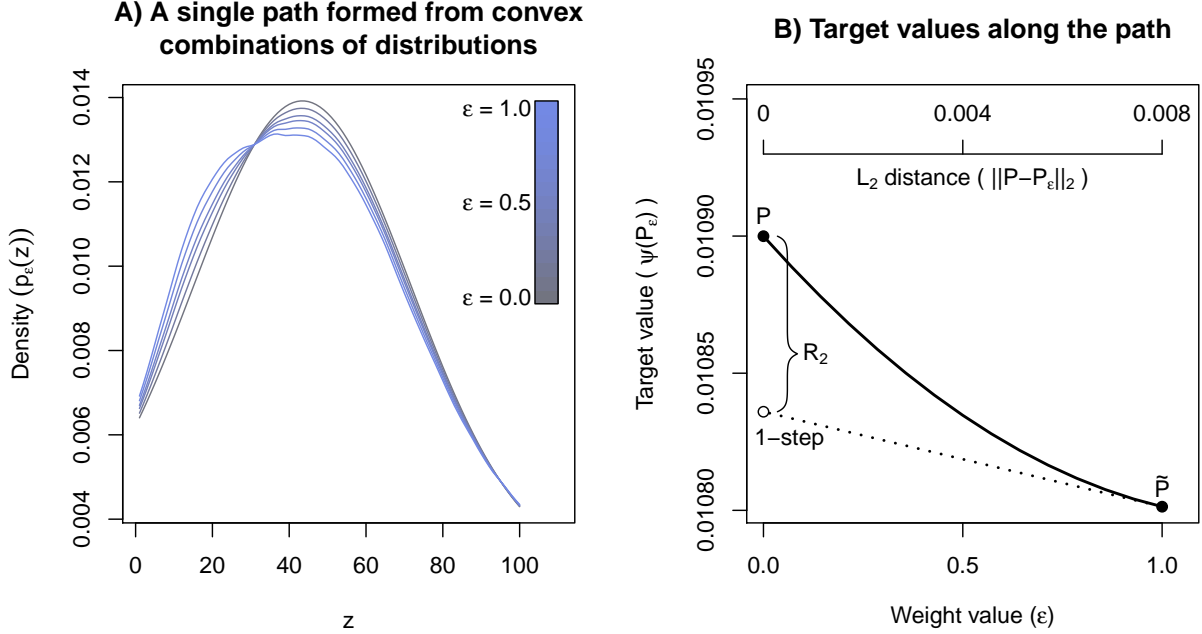 A) A single path formed from convex
combinations of distributions
Density (pε(z))
0.014
0.012
0.010
0.008
0.006
0.004
ε = 1.0
ε = 0.5
ε = 0.0
0 20 40 60 80 100
z
B) Target values along the path
Target value ( ψ(Pε) )
0.01095
0.01090
0.01085
0.01080
0 0.004 0.008
L2 distance ( ||P−Pε||2 )
P
R2
1−step
P̃
0.0 0.5 1.0
Weight value (ε)